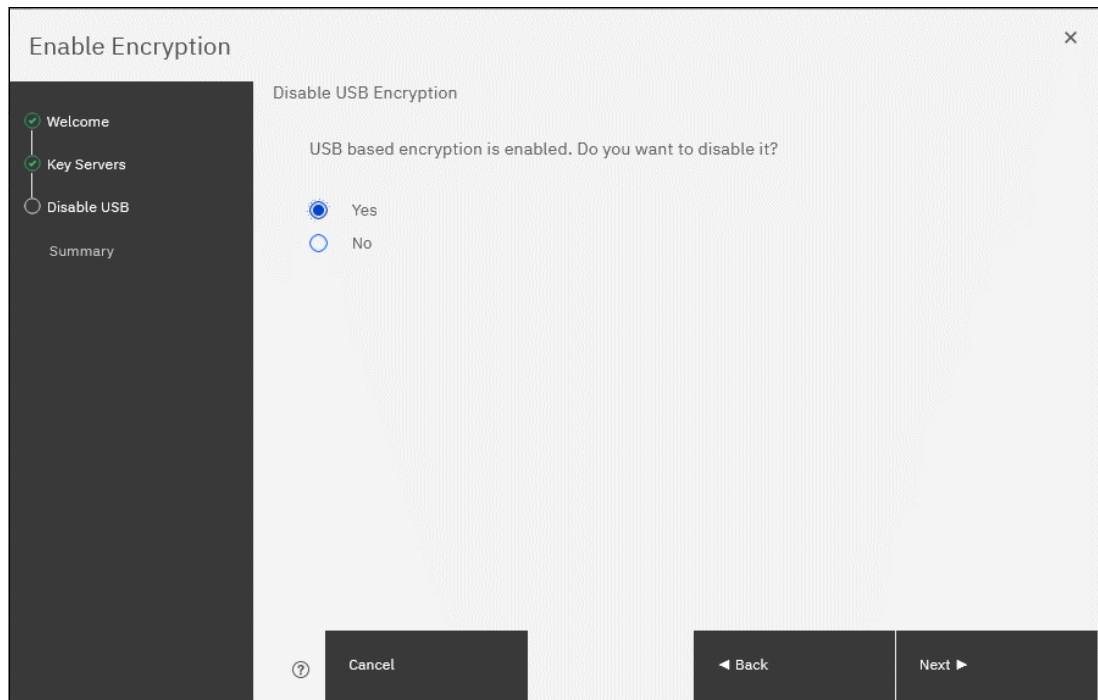 Enable Encryption
Welcome
Key Servers
Disable USB
Summary
Disable USB Encryption
USB based encryption is enabled. Do you want to disable it?
Yes
No
Cancel
Back
Next